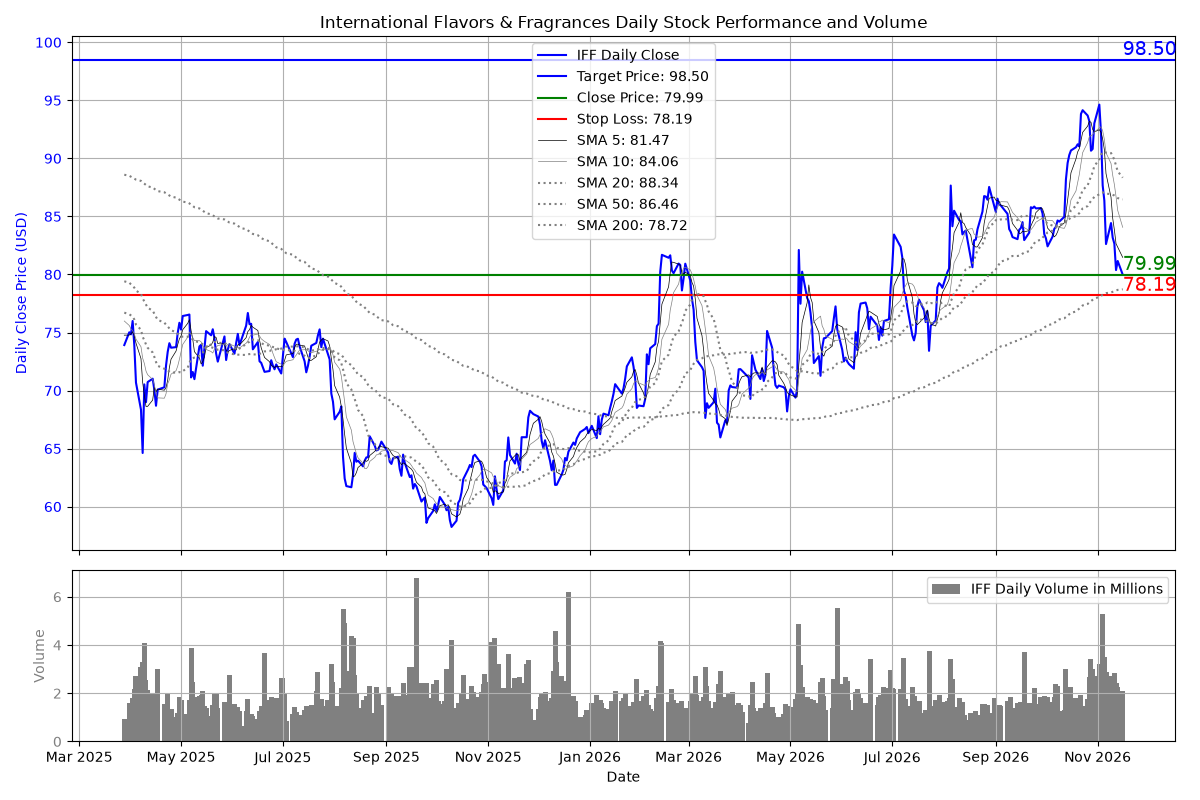 International Flavors & Fragrances Daily Stock Performance and Volume
Daily Close Price (USD)
100
95
90
85
80
75
70
65
60
IFF Daily Close
Target Price: 98.50
Close Price: 79.99
Stop Loss: 78.19
SMA 5: 81.47
SMA 10: 84.06
SMA 20: 88.34
SMA 50: 86.46
SMA 200: 78.72
98.50
79.99
78.19
Volume
6
4
2
0
IFF Daily Volume in Millions
Mar 2025 May 2025 Jul 2025 Sep 2025 Nov 2025 Jan 2026 Mar 2026 May 2026 Jul 2026 Sep 2026 Nov 2026
Date